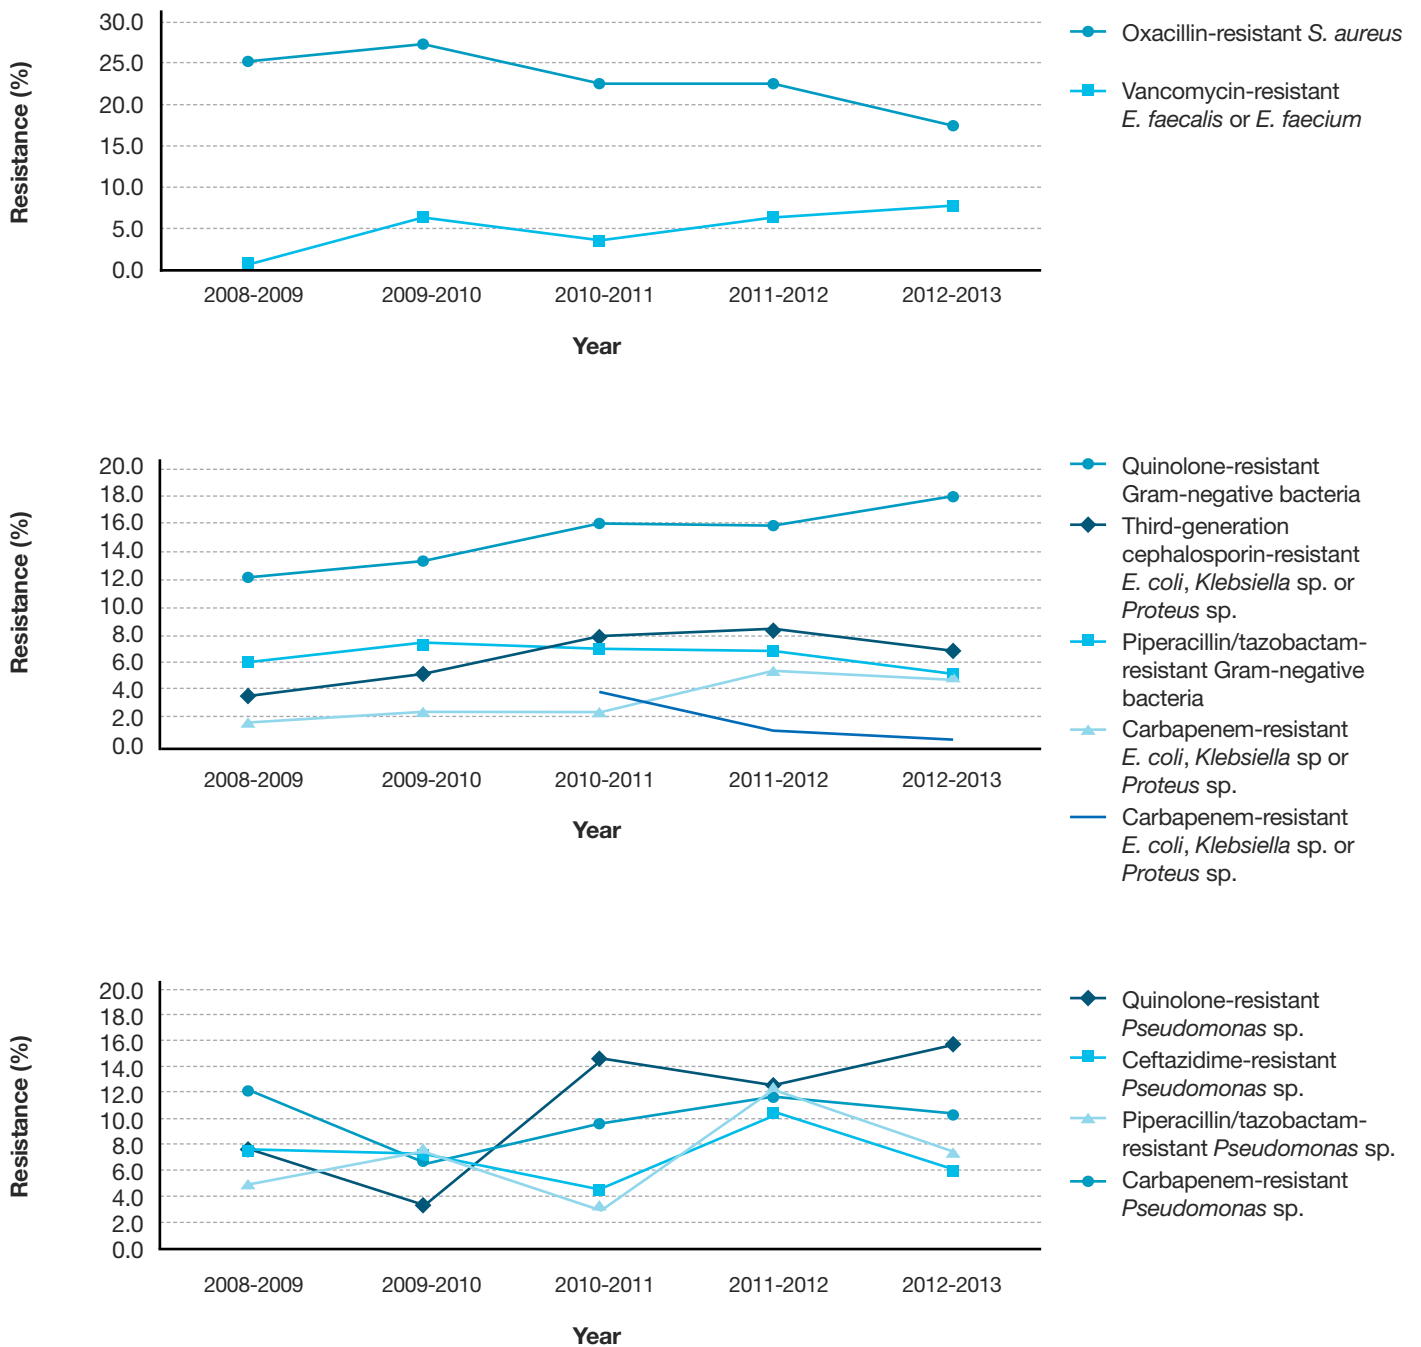 Resistance (%)
30.0
25.0
20.0
15.0
10.0
5.0
0.0
2008-2009
2009-2010
2010-2011
2011-2012
2012-2013
Year
Oxacillin-resistant S. aureus
Vancomycin-resistant
E. faecalis or E. faecium
Resistance (%)
20.0
18.0
16.0
14.0
12.0
10.0
8.0
6.0
4.0
2.0
0.0
2008-2009
2009-2010
2010-2011
2011-2012
2012-2013
Year
Quinolone-resistant
Gram-negative bacteria
Third-generation
cephalosporin-resistant
E. coli, Klebsiella sp. or
Proteus sp.
Piperacillin/tazobactam-
resistant Gram-negative
bacteria
Carbapenem-resistant
E. coli, Klebsiella sp or
Proteus sp.
Carbapenem-resistant
E. coli, Klebsiella sp. or
Proteus sp.
Resistance (%)
20.0
18.0
16.0
14.0
12.0
10.0
8.0
6.0
4.0
2.0
0.0
2008-2009
2009-2010
2010-2011
2011-2012
2012-2013
Year
Quinolone-resistant
Pseudomonas sp.
Ceftazidime-resistant
Pseudomonas sp.
Piperacillin/tazobactam-
resistant Pseudomonas sp.
Carbapenem-resistant
Pseudomonas sp.